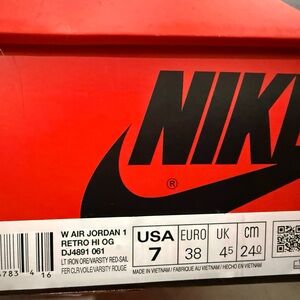 NIKE
®
W AIR JORDAN 1
RETRO HI OG
DJ4891 061
LT IRON ORE/VARSITY RED-SAIL
FER CLR/VOILE/VARSITY ROUGE
USA EURO UK cm
7 38 4.5 24.0
MADE IN VIETNAM / FABRIQUÉ AU VIETNAM / HECHO EN VIETNAM
6783 4 16